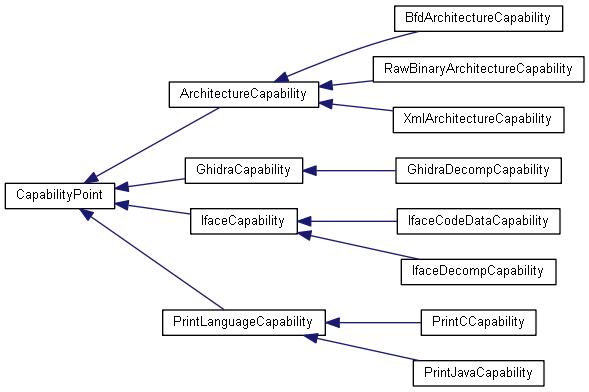 BfdArchitectureCapability
RawBinaryArchitectureCapability
ArchitectureCapability
XmlArchitectureCapability
GhidraCapability
GhidraDecompCapability
CapabilityPoint
IfaceCapability
IfaceCodeDataCapability
IfaceDecompCapability
PrintLanguageCapability
PrintCCapability
PrintJavaCapability